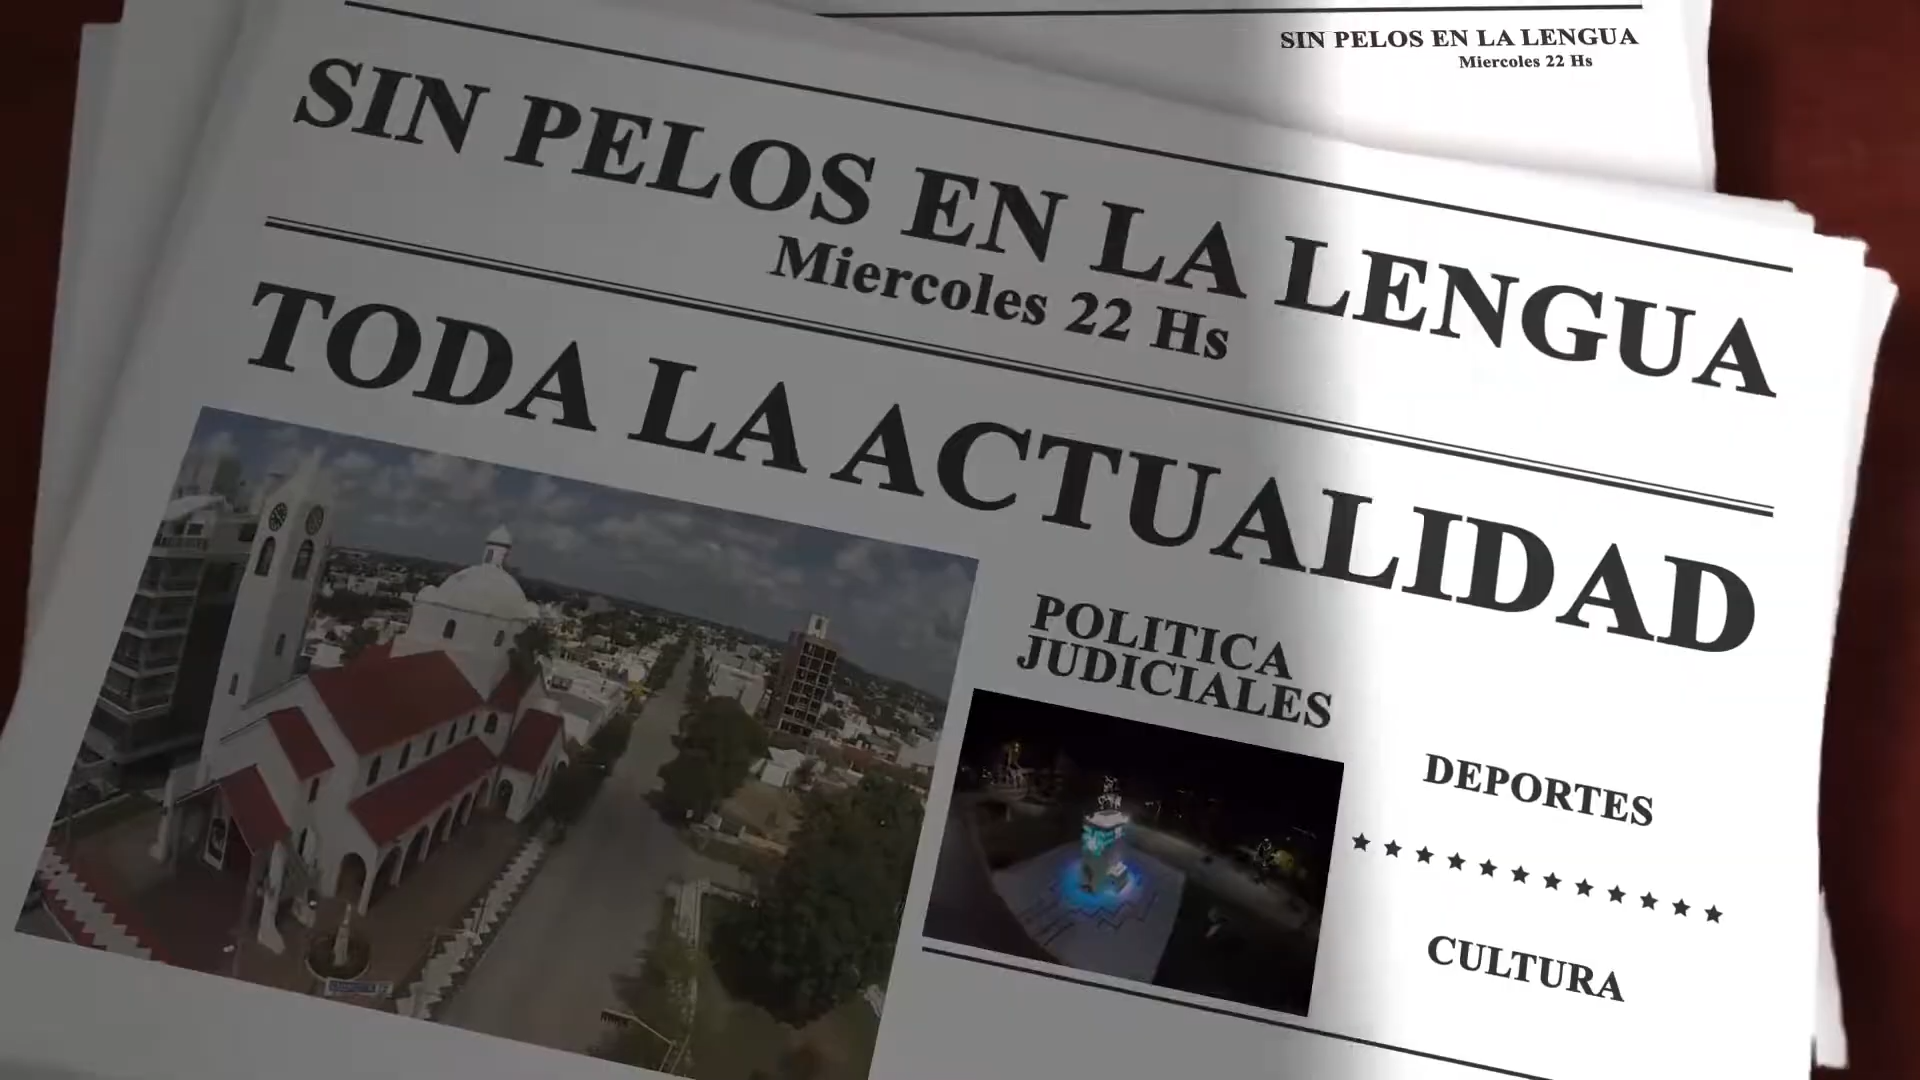 SIN PELOS EN LA LENGUA
Miercoles 22 Hs
SIN PELOS EN LA LENGUA
Miercoles 22 Hs
TODA LA ACTUALIDAD
POLITICA
JUDICIALES
DEPORTES
CULTURA